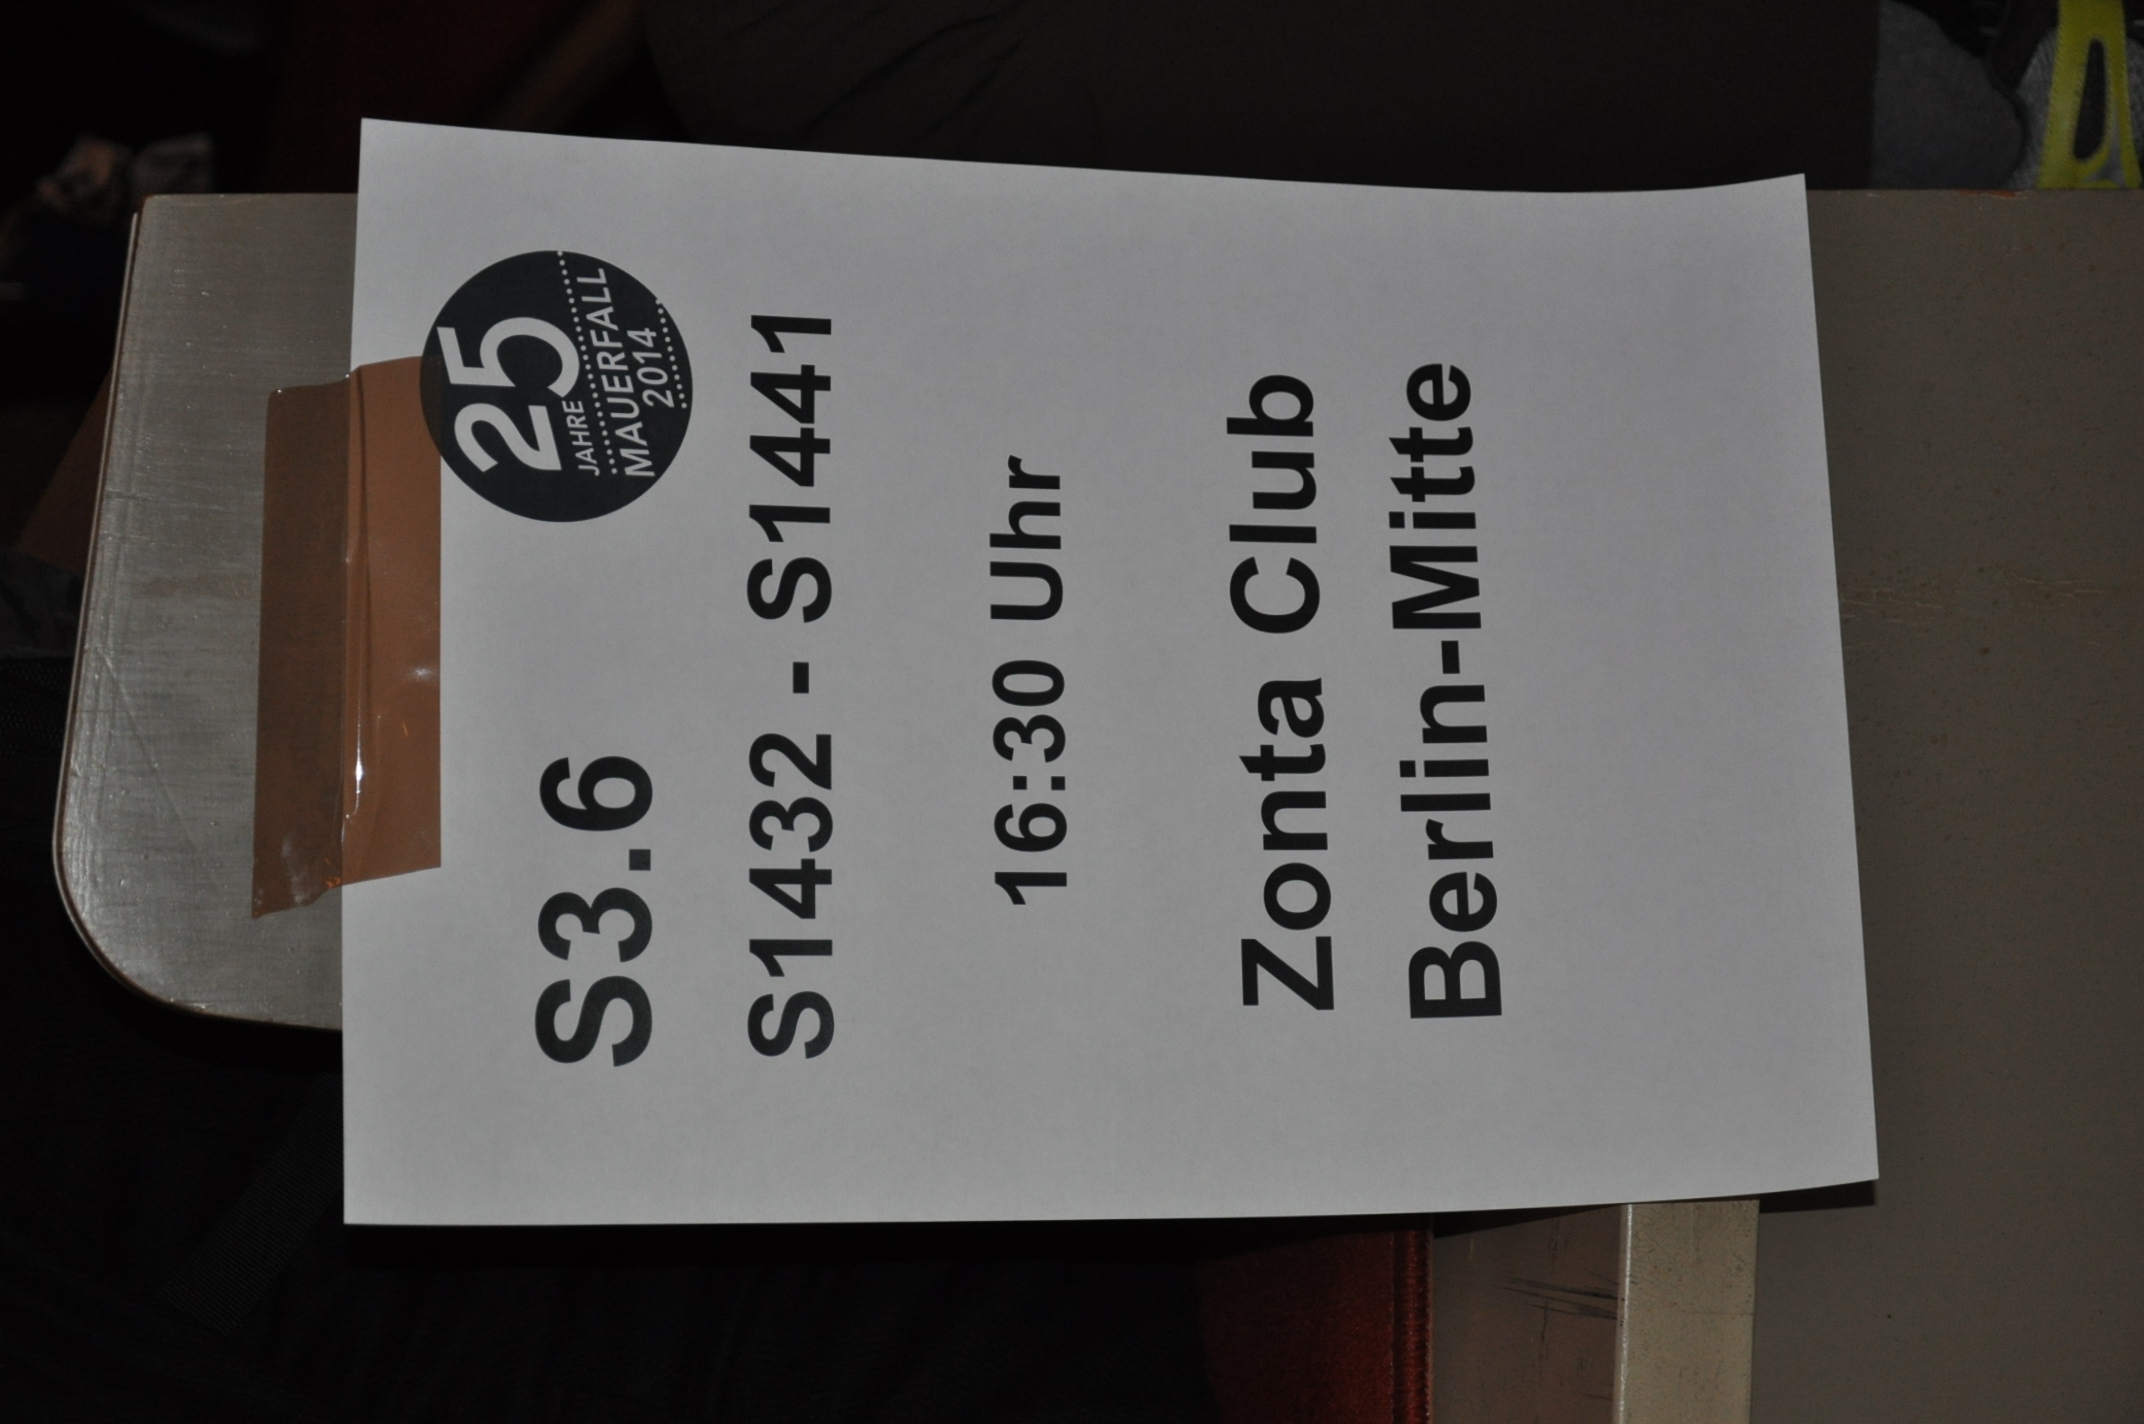 25
JAHRE
MAUERFALL
2014
S3.6
S1432 - S1441
16:30 Uhr
Zonta Club
Berlin-Mitte